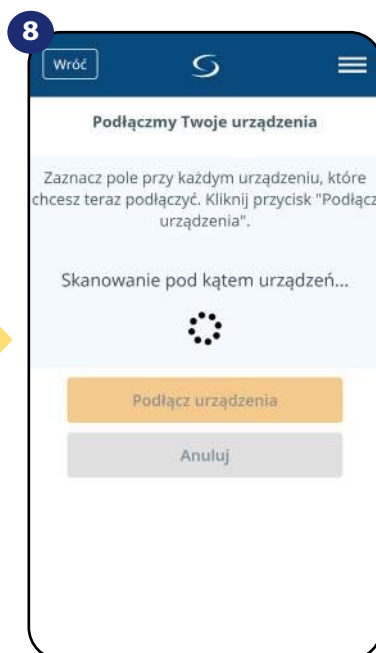 8
Wróć
Podłączmy Twoje urządzenia
Zaznacz pole przy każdym urządzeniu, które
chcesz teraz podłączyć. Kliknij przycisk "Podłącz
urządzenia".
Skanowanie pod kątem urządzeń...
Podłącz urządzenia
Anuluj